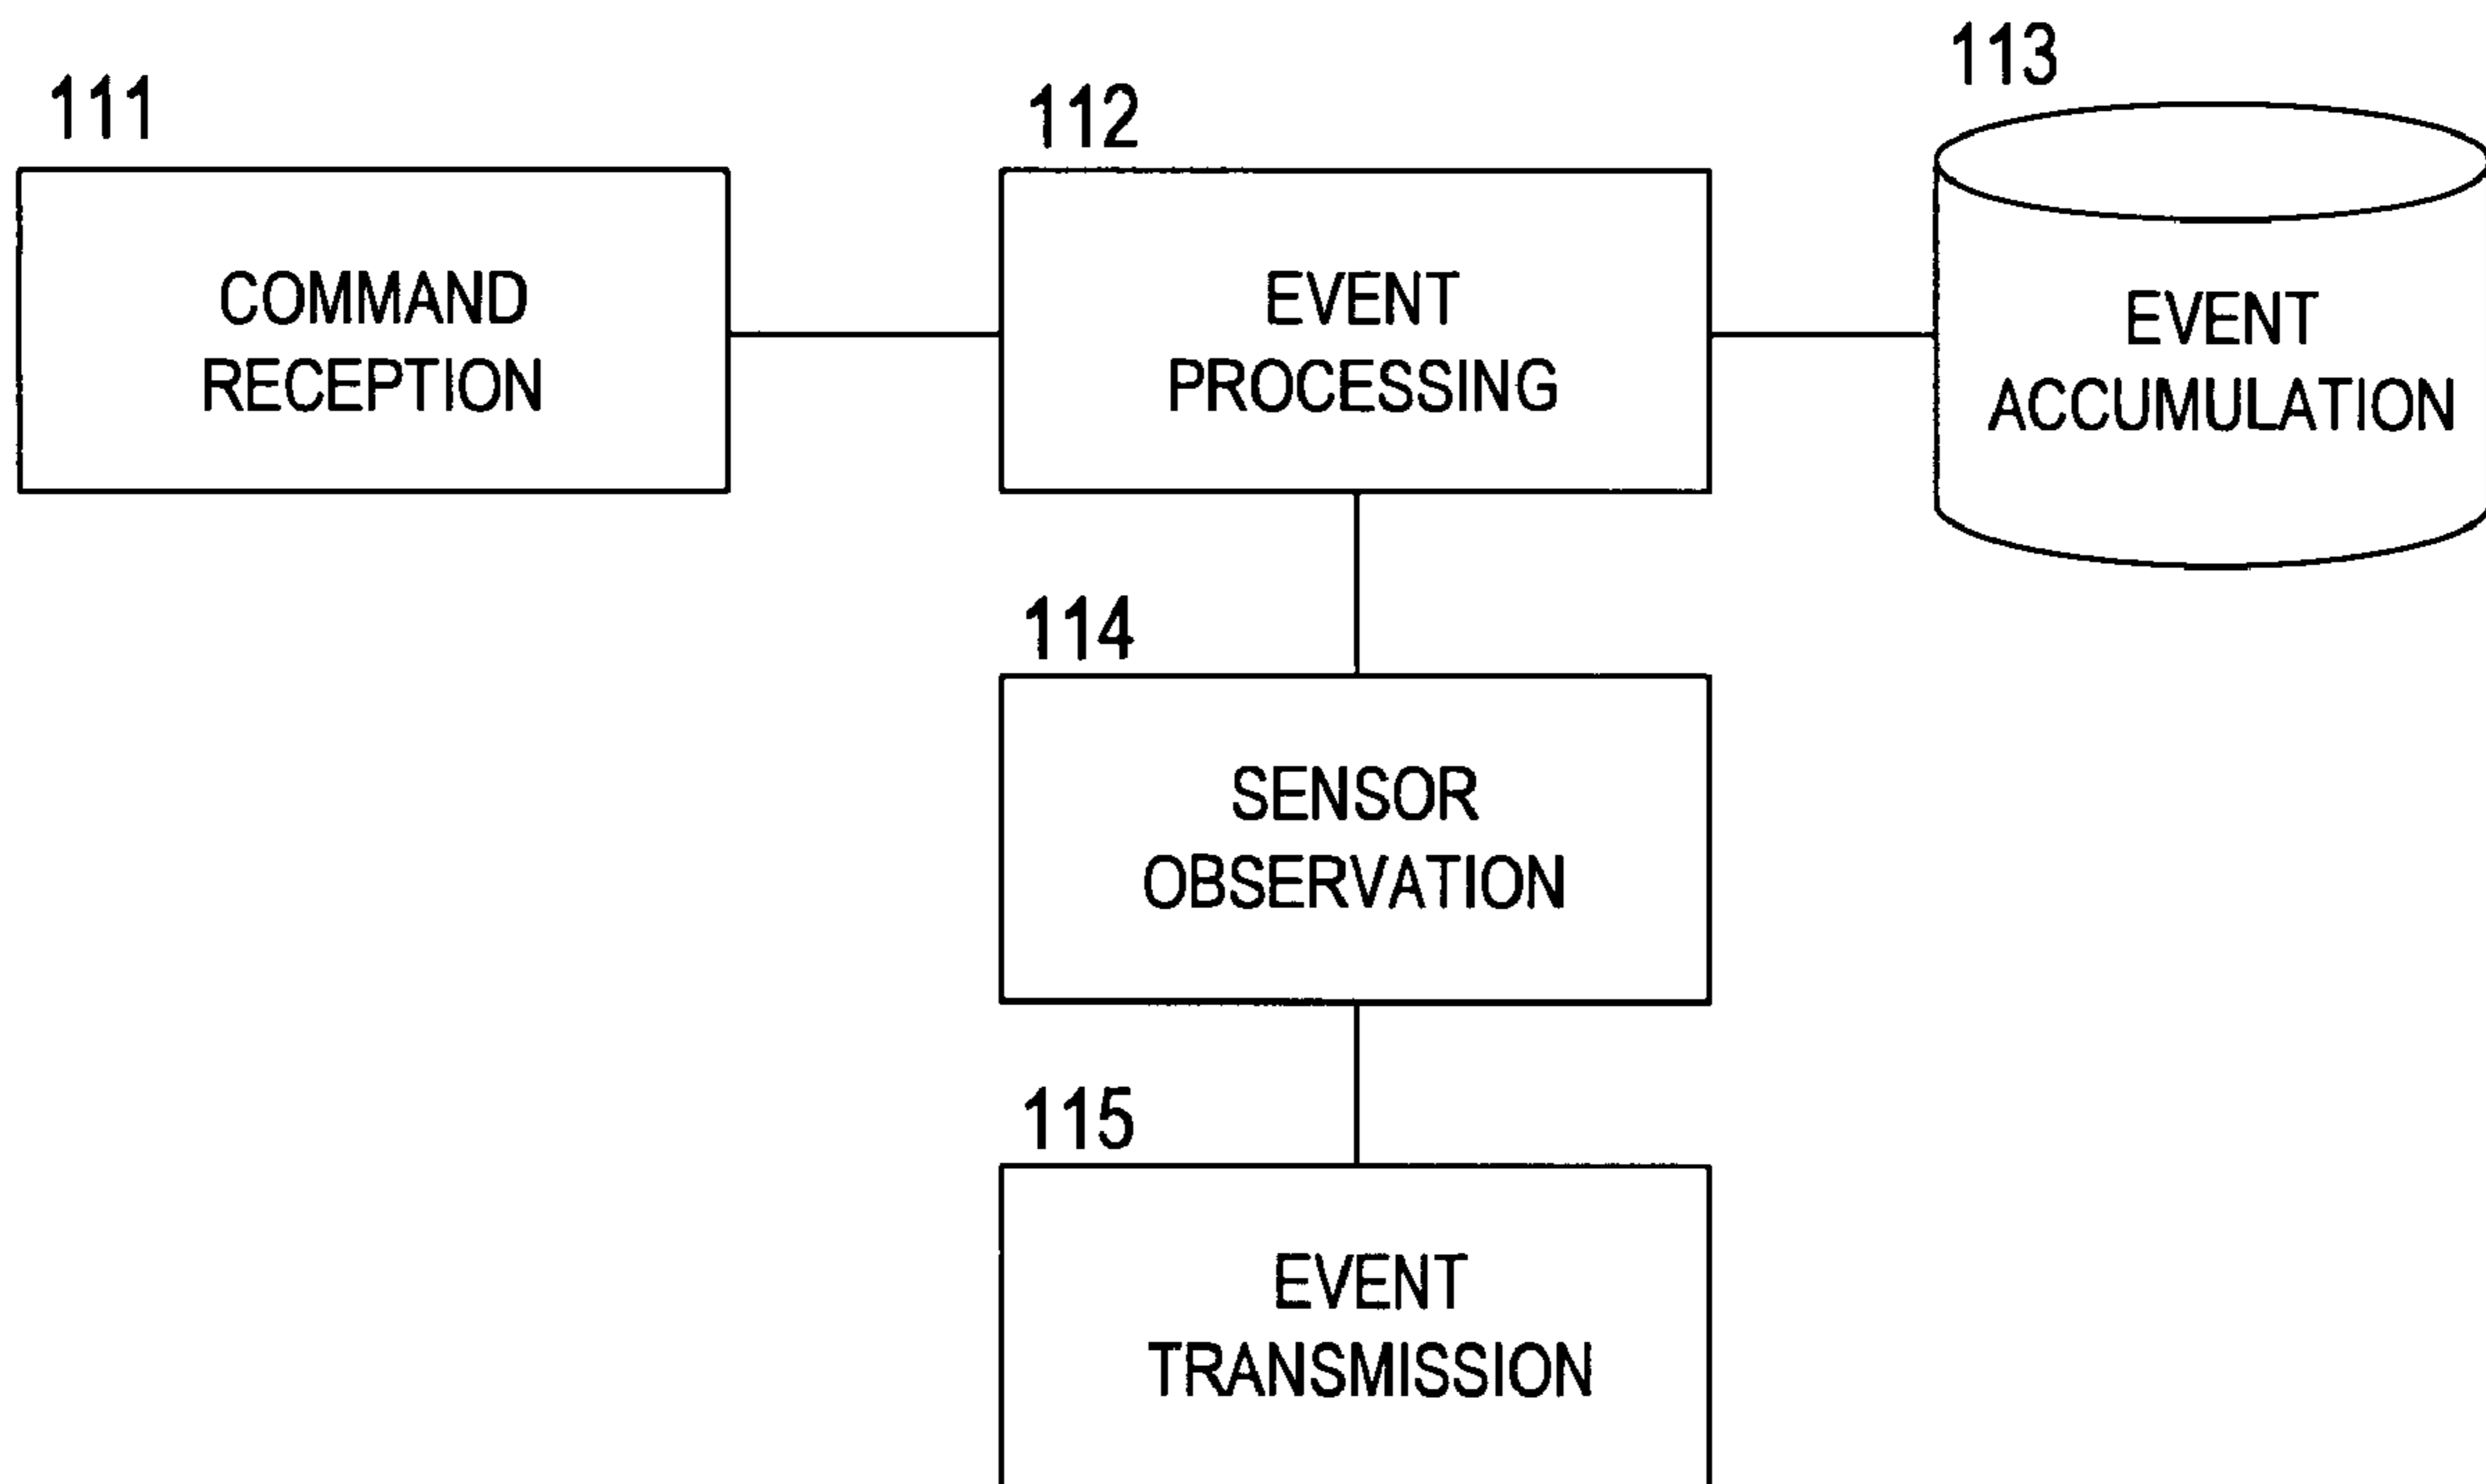 111
COMMAND
RECEPTION
112
EVENT
PROCESSING
113
EVENT
ACCUMULATION
114
SENSOR
OBSERVATION
115
EVENT
TRANSMISSION